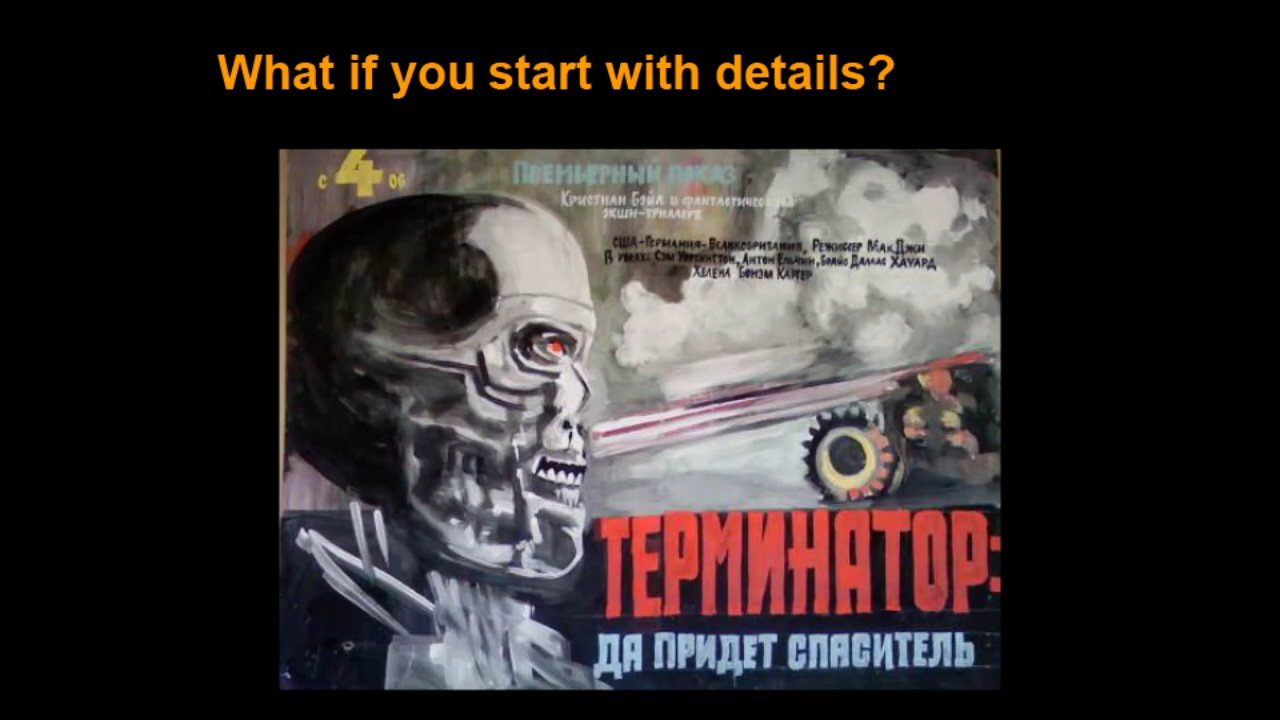 What if you start with details?
с 4 06
ПРЕМЬЕРНЫЙ ПОКАЗ
Кристиан Бэйл в фантастическом
экшн-триллере
США-Германия-Великобритания, Режиссер МакДжи
В ролях: Сэм Уортингтон, Антон Ельчин, Даллас Хауард
Хелена Бонэм Картер
ТЕРМИНАТОР:
ДА ПРИДЕТ СПАСИТЕЛЬ